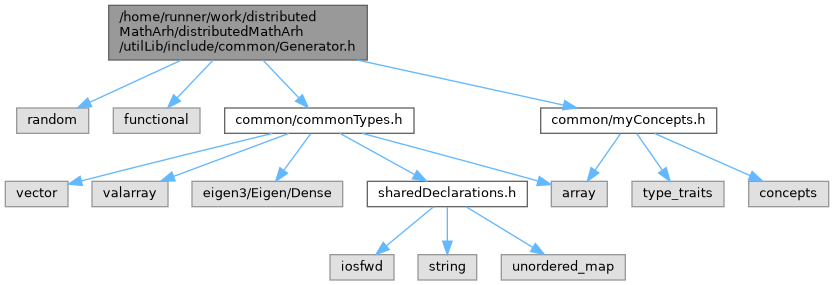 /home/runner/work/distributed
MathArh/distributedMathArh
/utilLib/include/common/Generator.h
random
functional
common/commonTypes.h
common/myConcepts.h
vector
valarray
eigen3/Eigen/Dense
sharedDeclarations.h
array
type_traits
concepts
iosfwd
string
unordered_map